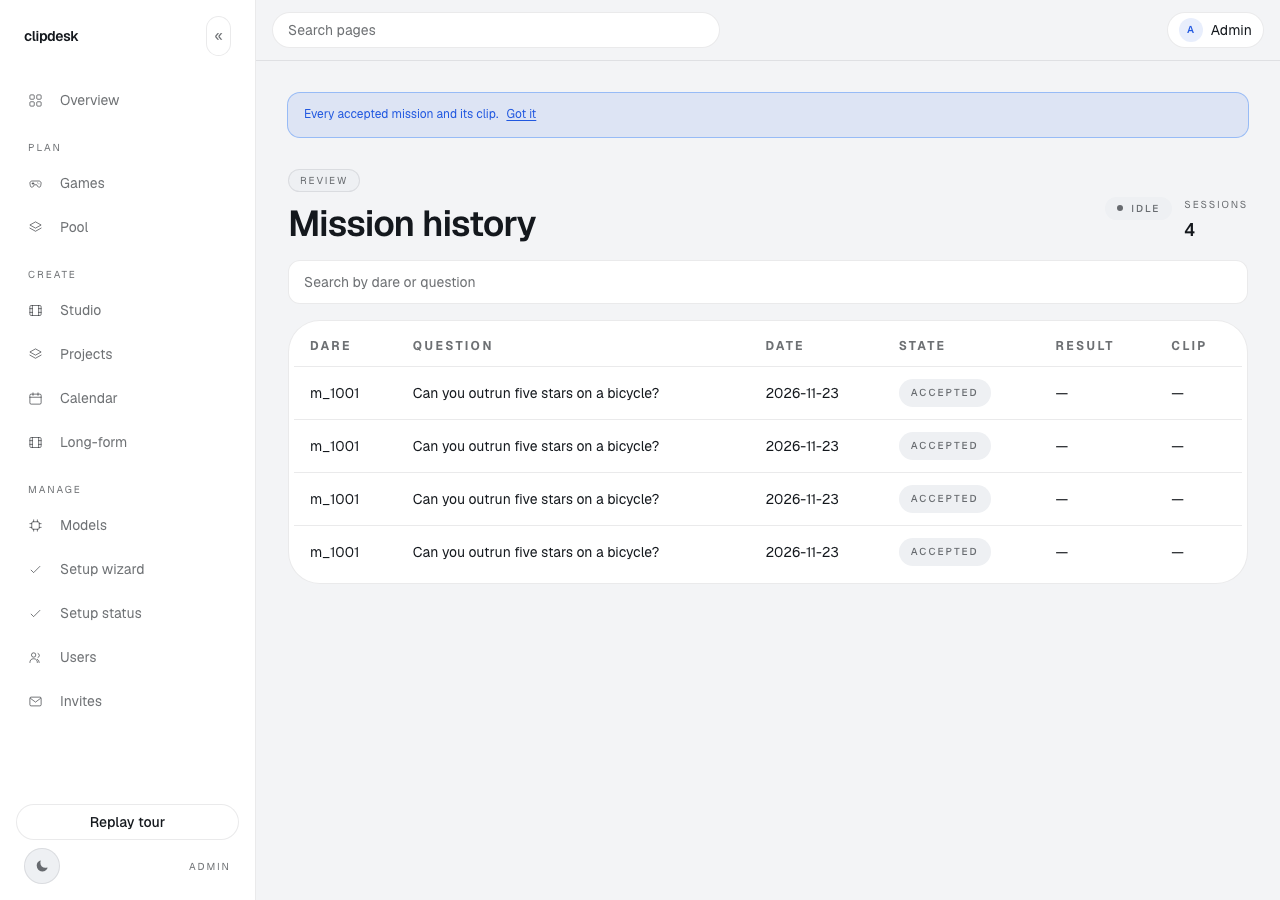 clipdesk
«
Search pages
A Admin
Overview
PLAN
Games
Pool
CREATE
Studio
Projects
Calendar
Long-form
MANAGE
Models
Setup wizard
Setup status
Users
Invites
Replay tour
ADMIN
Every accepted mission and its clip. Got it
REVIEW
Mission history
IDLE
SESSIONS
4
Search by dare or question
DARE QUESTION DATE STATE RESULT CLIP
m_1001 Can you outrun five stars on a bicycle? 2026-11-23 ACCEPTED — —
m_1001 Can you outrun five stars on a bicycle? 2026-11-23 ACCEPTED — —
m_1001 Can you outrun five stars on a bicycle? 2026-11-23 ACCEPTED — —
m_1001 Can you outrun five stars on a bicycle? 2026-11-23 ACCEPTED — —